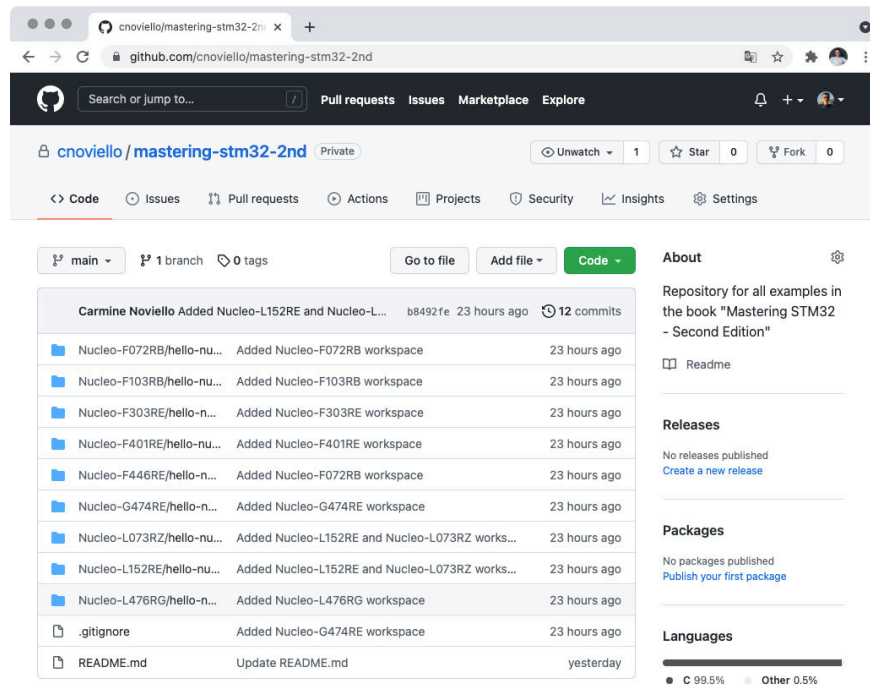 cnoviello/mastering-stm32-2n
github.com/cnoviello/mastering-stm32-2nd
Search or jump to... / Pull requests Issues Marketplace Explore
cnoviello / mastering-stm32-2nd Private Unwatch 1 Star 0 Fork 0
Code Issues Pull requests Actions Projects Security Insights Settings
main 1 branch 0 tags Go to file Add file Code
Carmine Noviello Added Nucleo-L152RE and Nucleo-L... b8492fe 23 hours ago 12 commits
Nucleo-F072RB/hello-nu... Added Nucleo-F072RB workspace 23 hours ago
Nucleo-F103RB/hello-nu... Added Nucleo-F103RB workspace 23 hours ago
Nucleo-F303RE/hello-n... Added Nucleo-F303RE workspace 23 hours ago
Nucleo-F401RE/hello-nu... Added Nucleo-F401RE workspace 23 hours ago
Nucleo-F446RE/hello-n... Added Nucleo-F072RB workspace 23 hours ago
Nucleo-G474RE/hello-n... Added Nucleo-G474RE workspace 23 hours ago
Nucleo-L073RZ/hello-nu... Added Nucleo-L152RE and Nucleo-L073RZ works... 23 hours ago
Nucleo-L152RE/hello-nu... Added Nucleo-L152RE and Nucleo-L073RZ works... 23 hours ago
Nucleo-L476RG/hello-n... Added Nucleo-L476RG workspace 23 hours ago
.gitignore Added Nucleo-G474RE workspace 23 hours ago
README.md Update README.md yesterday
About
Repository for all examples in
the book "Mastering STM32
- Second Edition"
Readme
Releases
No releases published
Create a new release
Packages
No packages published
Publish your first package
Languages
C 99.5% Other 0.5%